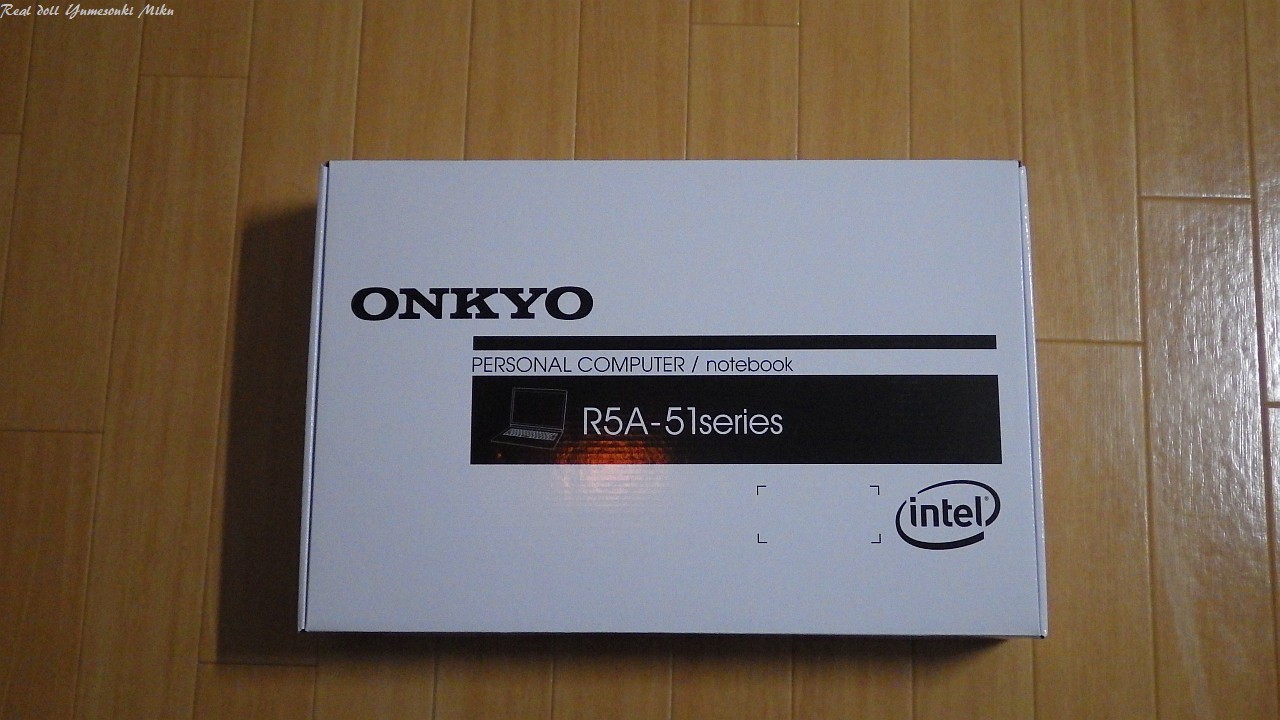 Real doll Yumesouki Miku
ONKYO
PERSONAL COMPUTER / notebook
R5A-51series
intel®